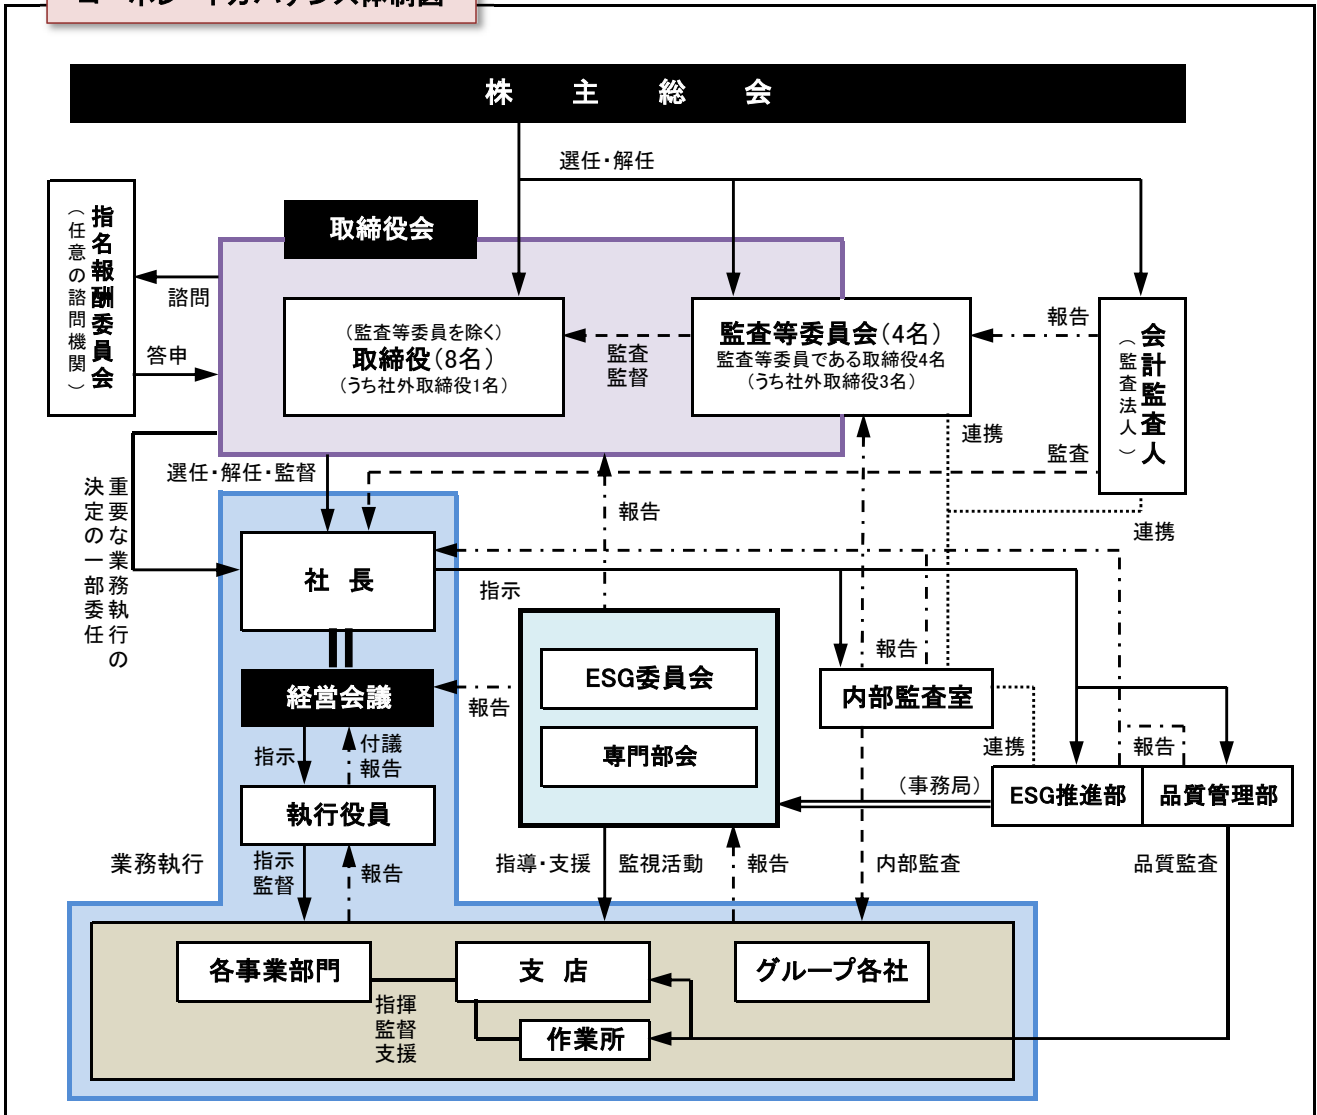 コーポレートガバナンス体制図
株主総会
選任・解任
指名報酬委員会
（任意の諮問機関）
取締役会
諮問
答申
（監査等委員を除く）
取締役（8名）
（うち社外取締役1名）
監査
監督
監査等委員会（4名）
監査等委員である取締役4名
（うち社外取締役3名）
報告
会計監査人
（監査法人）
連携
監査
選任・解任・監督
重要な業務執行の
決定の一部委任
報告
連携
社長
指示
報告
ESG委員会
内部監査室
経営会議
報告
専門部会
連携
報告
指示
付議
報告
（事務局）
ESG推進部
品質管理部
執行役員
業務執行
指示
監督
報告
指導・支援
監視活動
報告
内部監査
品質監査
各事業部門
支店
グループ各社
指揮
監督
支援
作業所